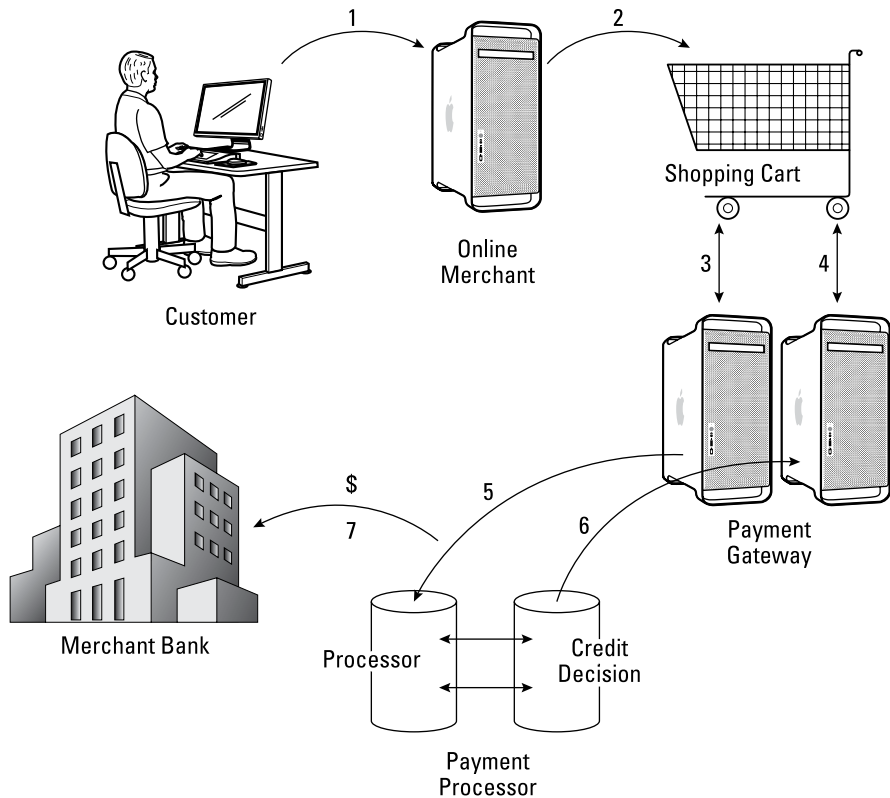 1
2
Shopping Cart
Online
Merchant
3
4
Customer
$
5
6
7
Payment
Gateway
Merchant Bank
Processor
Credit
Decision
Payment
Processor